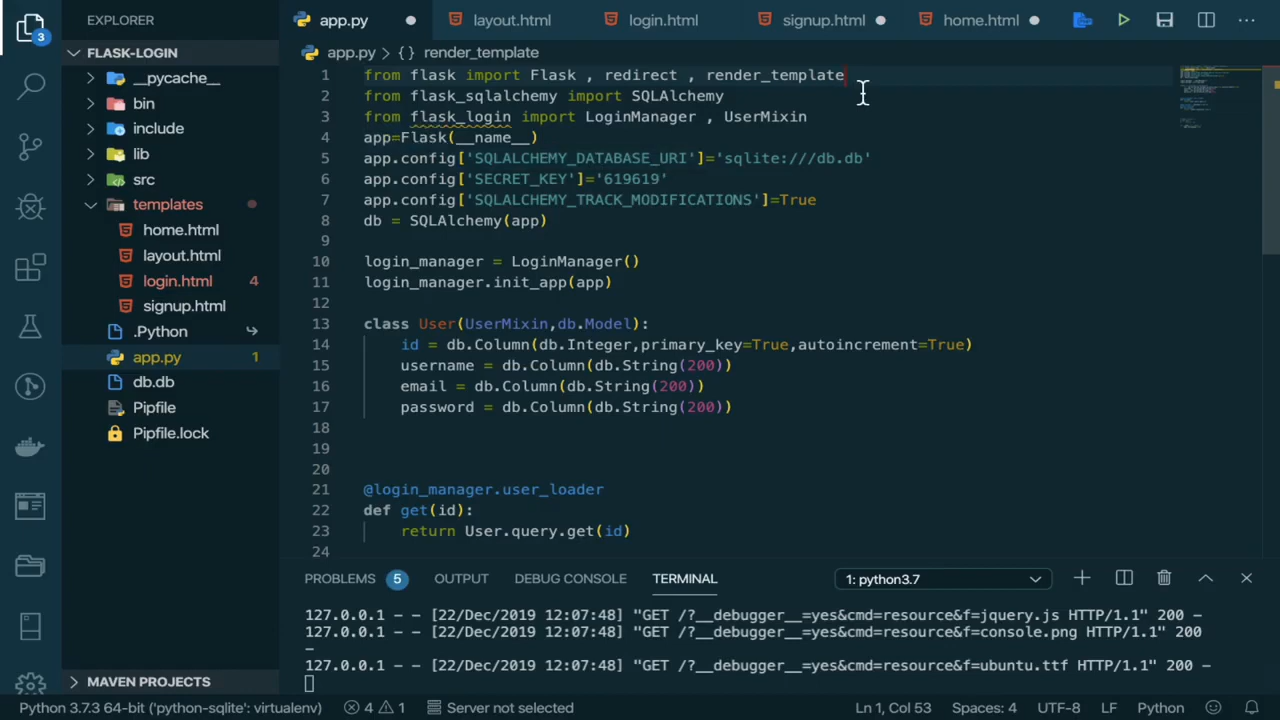 EXPLORER
app.py
layout.html
login.html
signup.html
home.html
3
FLASK-LOGIN
app.py > {} render_template
__pycache__
bin
include
lib
src
templates
home.html
layout.html
login.html 4
signup.html
.Python
app.py 1
db.db
Pipfile
Pipfile.lock
MAVEN PROJECTS
1 from flask import Flask , redirect , render_template
2 from flask_sqlalchemy import SQLAlchemy
3 from flask_login import LoginManager , UserMixin
4 app=Flask(__name__)
5 app.config['SQLALCHEMY_DATABASE_URI']='sqlite:///db.db'
6 app.config['SECRET_KEY']='619619'
7 app.config['SQLALCHEMY_TRACK_MODIFICATIONS']=True
8 db = SQLAlchemy(app)
9
10 login_manager = LoginManager()
11 login_manager.init_app(app)
12
13 class User(UserMixin,db.Model):
14 id = db.Column(db.Integer,primary_key=True,autoincrement=True)
15 username = db.Column(db.String(200))
16 email = db.Column(db.String(200))
17 password = db.Column(db.String(200))
18
19
20
21 @login_manager.user_loader
22 def get(id):
23 return User.query.get(id)
24
PROBLEMS 5 OUTPUT DEBUG CONSOLE TERMINAL 1: python3.7
127.0.0.1 - - [22/Dec/2019 12:07:48] "GET /?__debugger__=yes&cmd=resource&f=jquery.js HTTP/1.1" 200 -
127.0.0.1 - - [22/Dec/2019 12:07:48] "GET /?__debugger__=yes&cmd=resource&f=console.png HTTP/1.1" 200
-
127.0.0.1 - - [22/Dec/2019 12:07:48] "GET /?__debugger__=yes&cmd=resource&f=ubuntu.ttf HTTP/1.1" 200 -
Python 3.7.3 64-bit ('python-sqlite': virtualenv) 4 1 Server not selected Ln 1, Col 53 Spaces: 4 UTF-8 LF Python